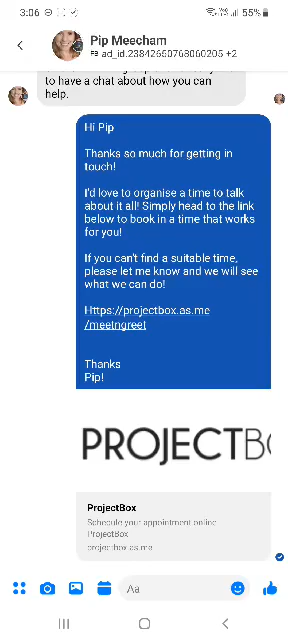 3:06 55%
Pip Meecham
FB ad_id.23842650768060205 +2
to have a chat about how you can
help.
Hi Pip
Thanks so much for getting in
touch!
I'd love to organise a time to talk
about it all! Simply head to the link
below to book in a time that works
for you!
If you can't find a suitable time,
please let me know and we will see
what we can do!
Https://projectbox.as.me
/meetngreet
Thanks
Pip!
PROJECTBO
ProjectBox
Schedule your appointment online
ProjectBox
projectbox.as.me
Aa